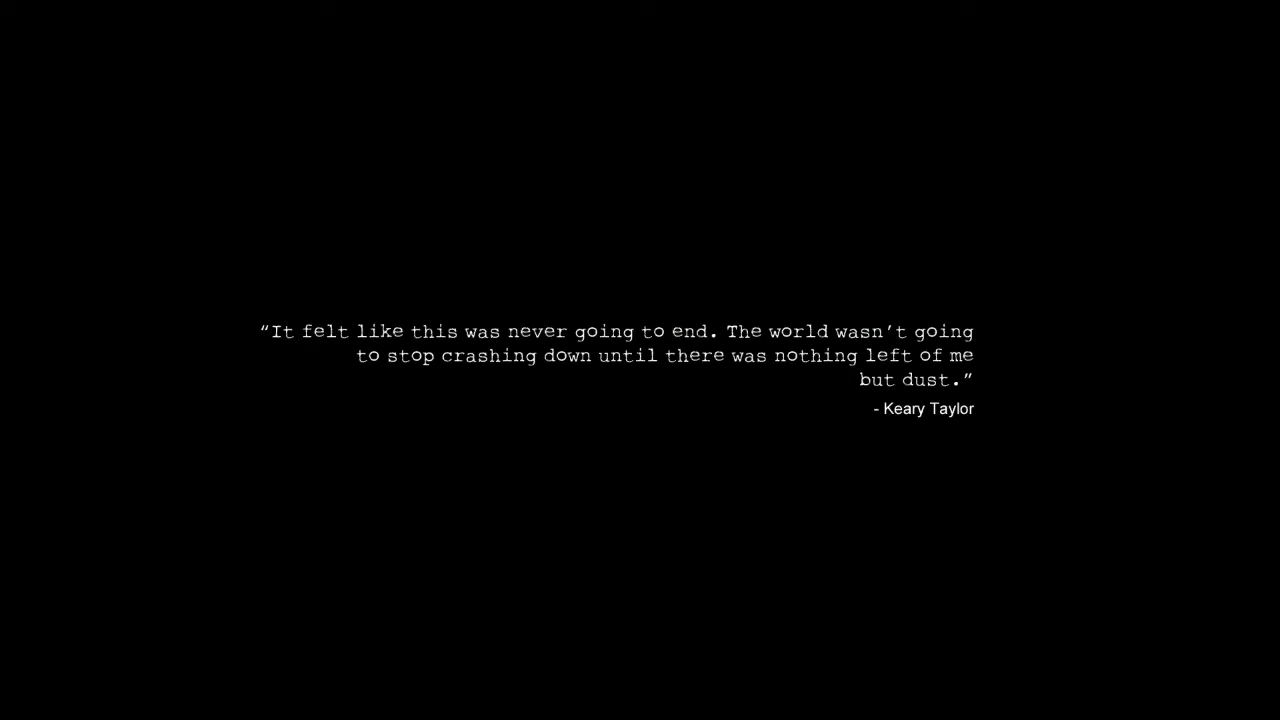 “It felt like this was never going to end. The world wasn’t going
to stop crashing down until there was nothing left of me
but dust.”
- Keary Taylor